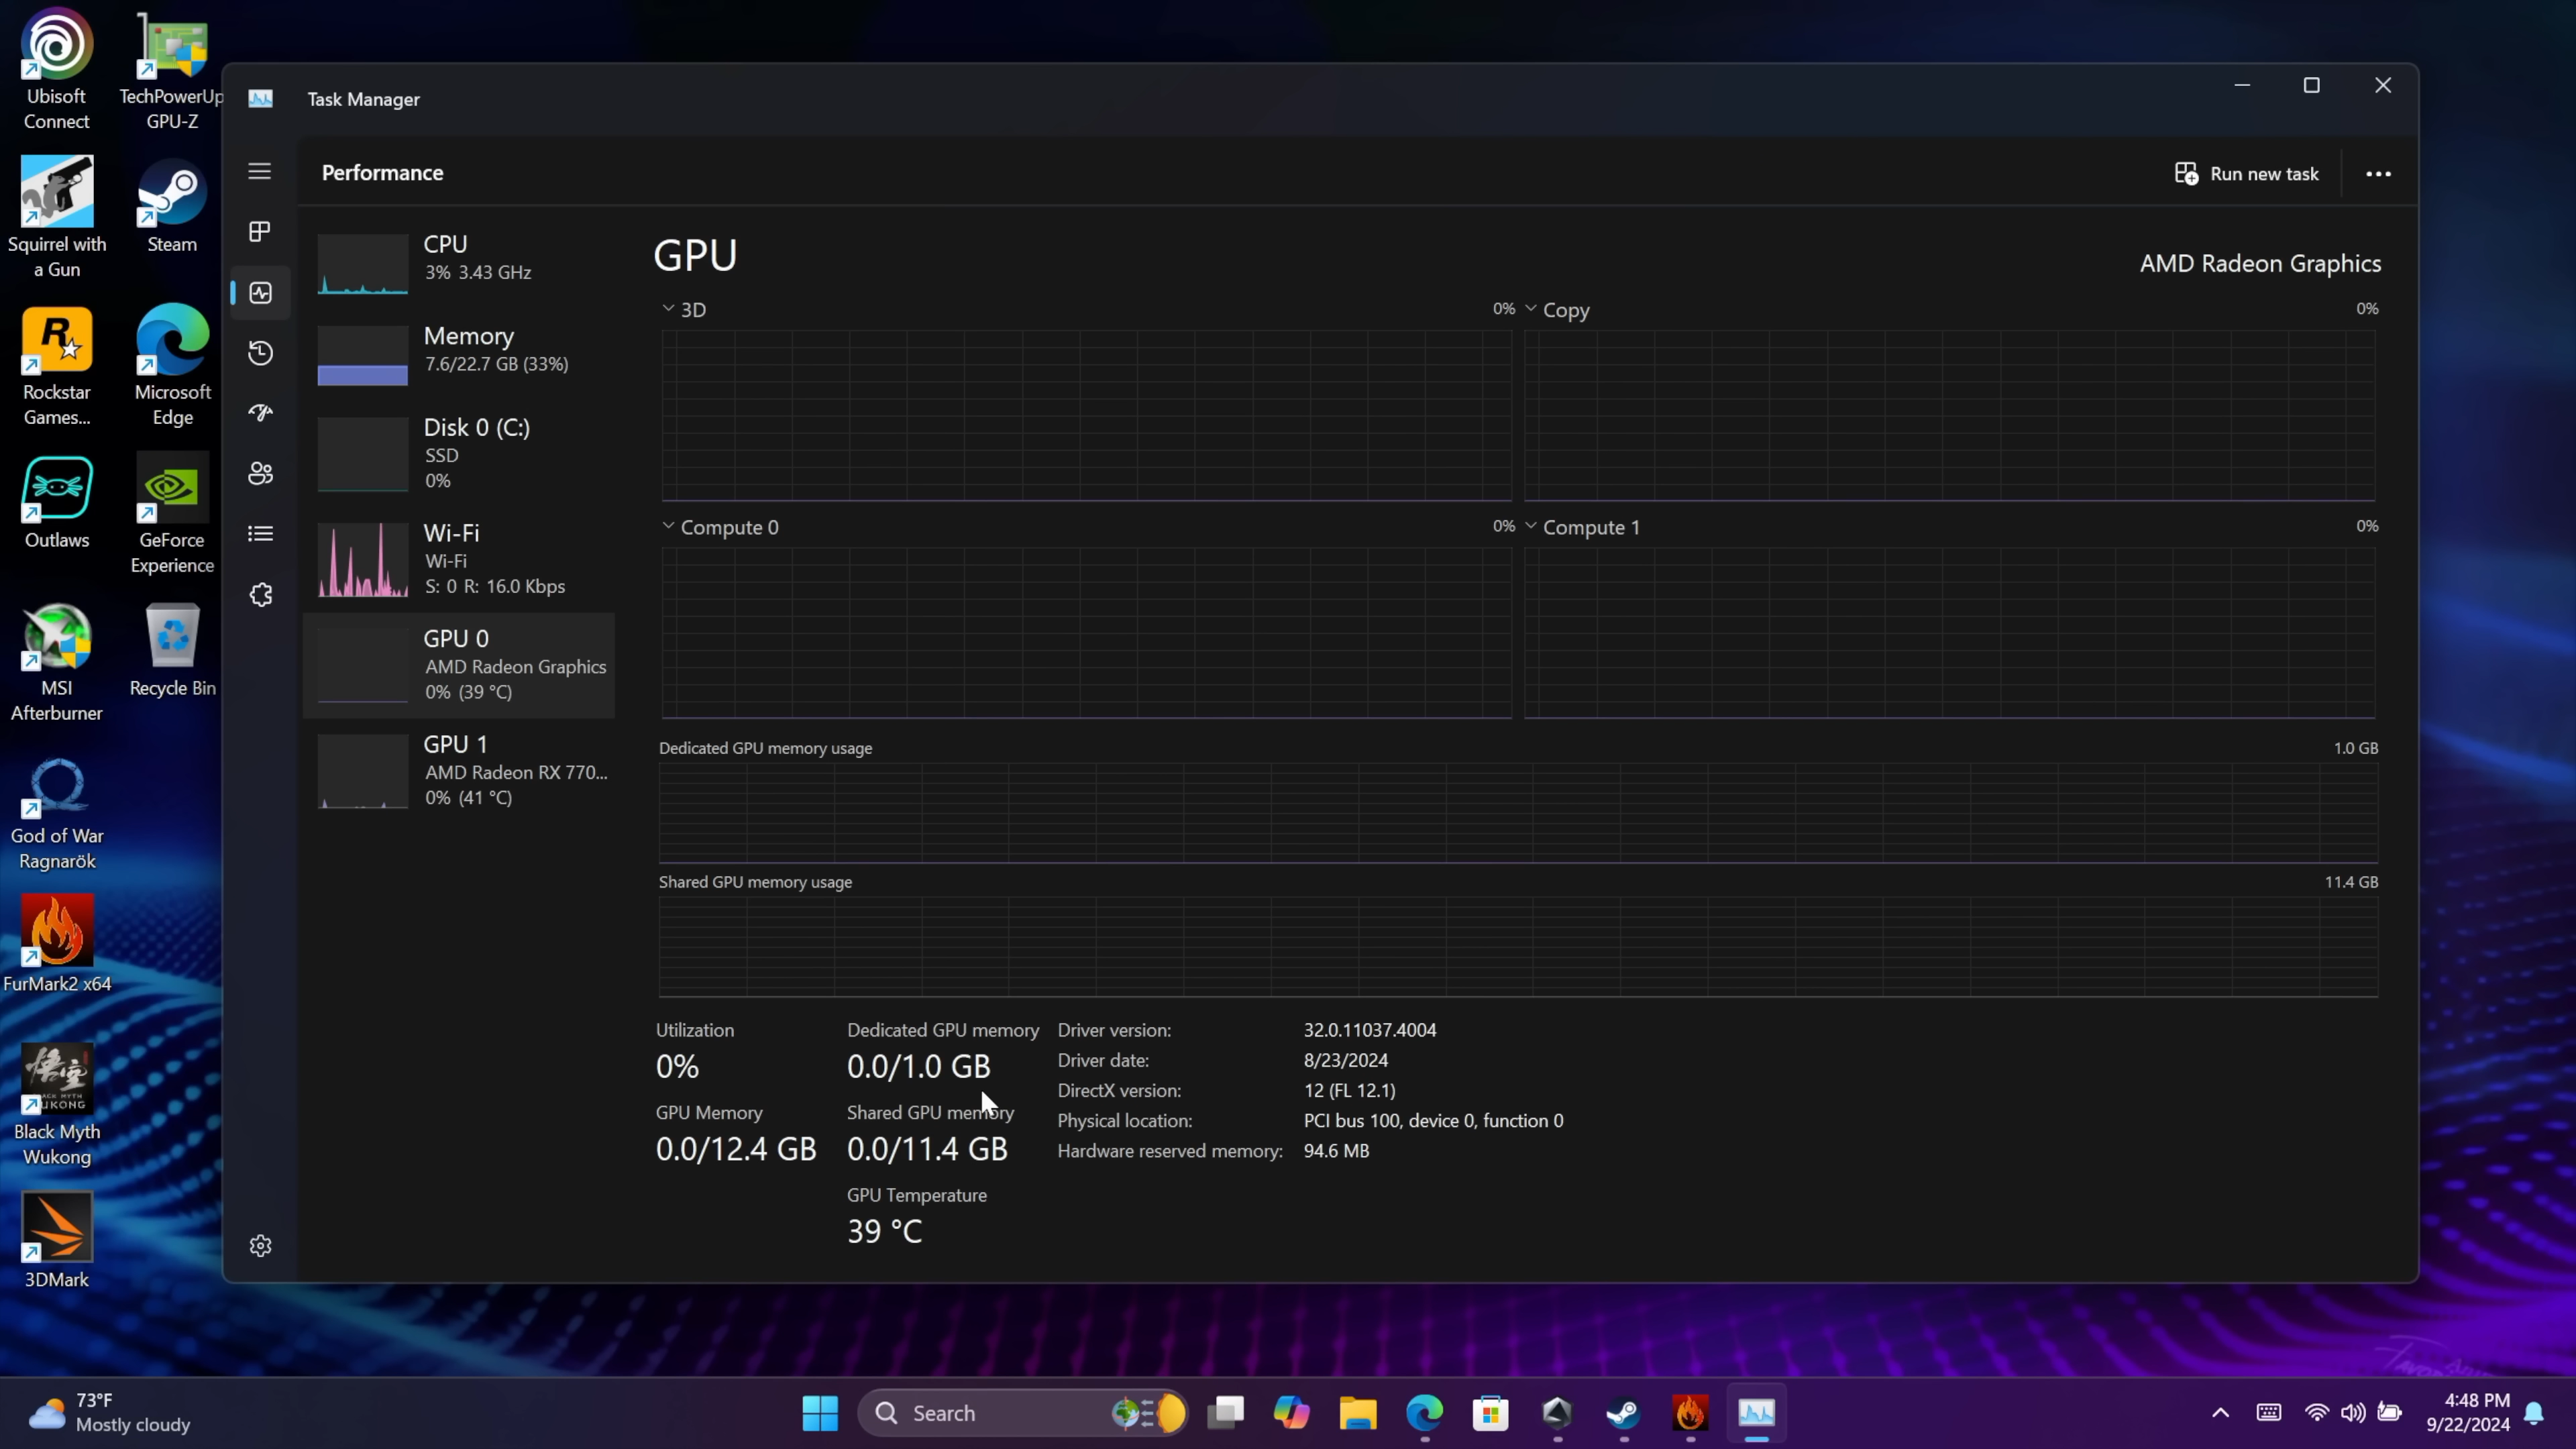 Ubisoft
Connect
TechPowerUp
GPU-Z
Squirrel with
a Gun
Steam
Rockstar
Games...
Microsoft
Edge
Outlaws
GeForce
Experience
MSI
Afterburner
Recycle Bin
God of War
Ragnarök
FurMark2 x64
Black Myth
Wukong
3DMark
Task Manager
Performance
Run new task
CPU
3% 3.43 GHz
Memory
7.6/22.7 GB (33%)
Disk 0 (C:)
SSD
0%
Wi-Fi
Wi-Fi
S: 0 R: 16.0 Kbps
GPU 0
AMD Radeon Graphics
0% (39 °C)
GPU 1
AMD Radeon RX 770...
0% (41 °C)
GPU
AMD Radeon Graphics
3D 0%
Copy 0%
Compute 0 0%
Compute 1 0%
Dedicated GPU memory usage 1.0 GB
Shared GPU memory usage 11.4 GB
Utilization
0%
Dedicated GPU memory
0.0/1.0 GB
GPU Memory
0.0/12.4 GB
Shared GPU memory
0.0/11.4 GB
GPU Temperature
39 °C
Driver version: 32.0.11037.4004
Driver date: 8/23/2024
DirectX version: 12 (FL 12.1)
Physical location: PCI bus 100, device 0, function 0
Hardware reserved memory: 94.6 MB
73°F
Mostly cloudy
Search
4:48 PM
9/22/2024